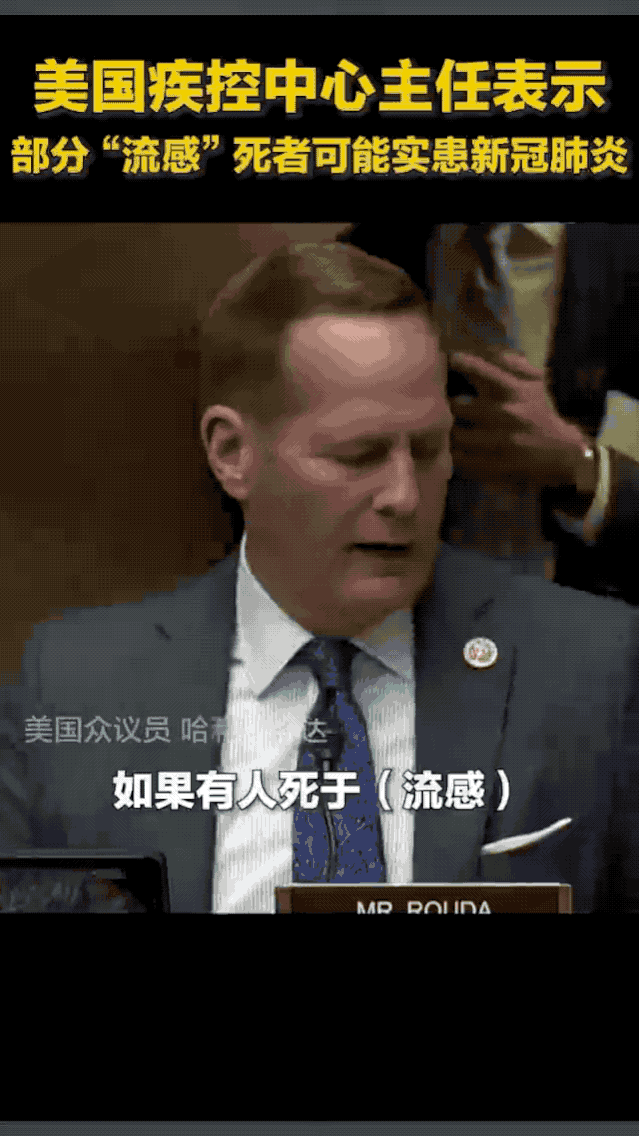 美国疾控中心主任表示
部分“流感”死者可能实患新冠肺炎
美国众议员 哈 达
如果有人死于（流感）
MR. ROUDA